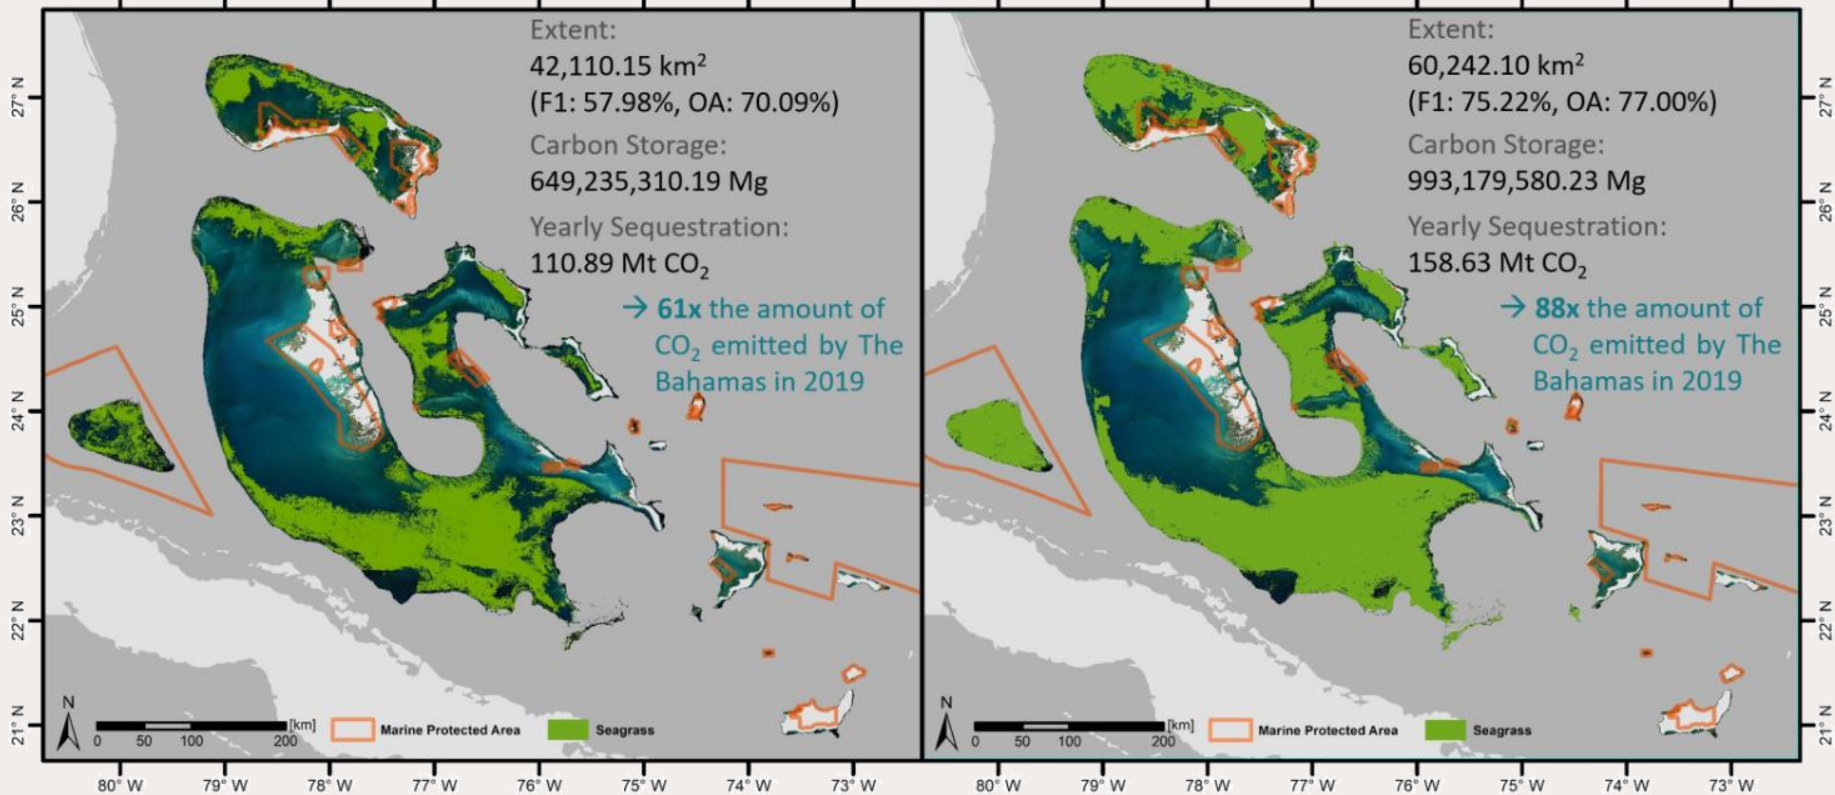 Extent:
42,110.15 km²
(F1: 57.98%, OA: 70.09%)
Carbon Storage:
649,235,310.19 Mg
Yearly Sequestration:
110.89 Mt CO₂
→ 61x the amount of
CO₂ emitted by The
Bahamas in 2019
27° N
26° N
25° N
24° N
23° N
22° N
21° N
N
0 50 100 200 [km]
Marine Protected Area
Seagrass
80° W 79° W 78° W 77° W 76° W 75° W 74° W 73° W
Extent:
60,242.10 km²
(F1: 75.22%, OA: 77.00%)
Carbon Storage:
993,179,580.23 Mg
Yearly Sequestration:
158.63 Mt CO₂
→ 88x the amount of
CO₂ emitted by The
Bahamas in 2019
27° N
26° N
25° N
24° N
23° N
22° N
21° N
N
0 50 100 200 [km]
Marine Protected Area
Seagrass
80° W 79° W 78° W 77° W 76° W 75° W 74° W 73° W